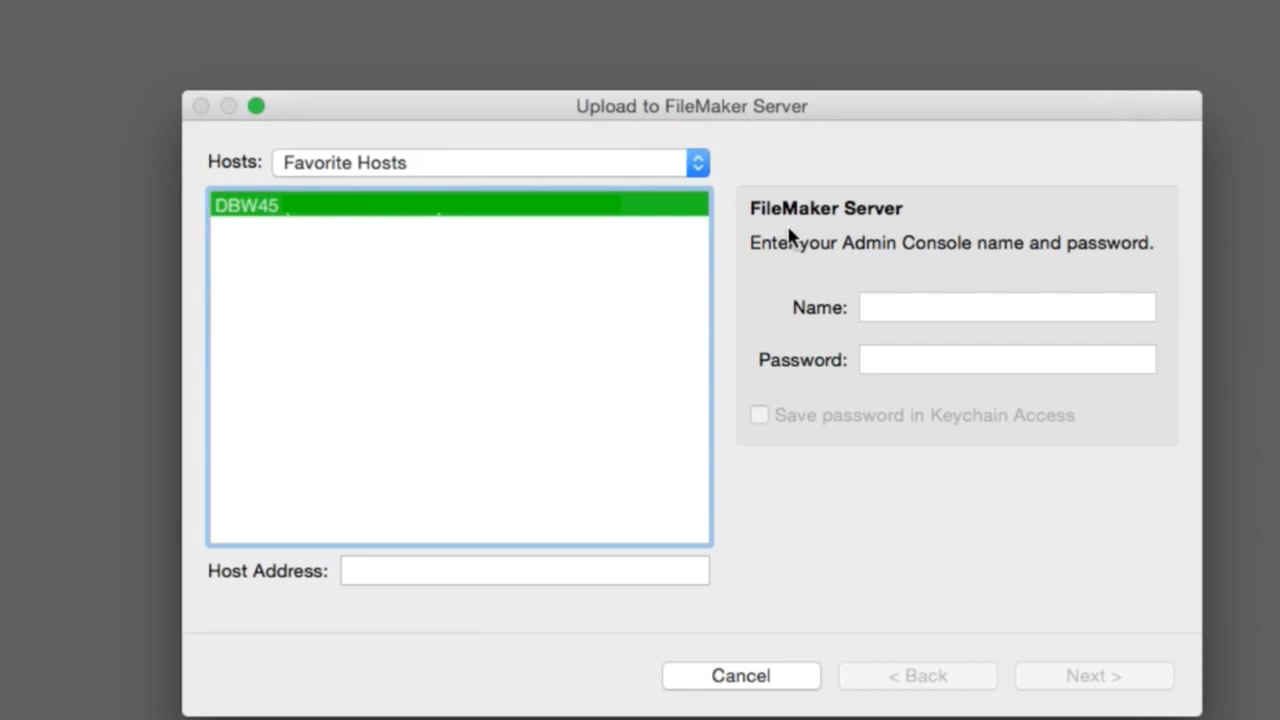 Upload to FileMaker Server
Hosts: Favorite Hosts
DBW45
FileMaker Server
Enter your Admin Console name and password.
Name:
Password:
Save password in Keychain Access
Host Address:
Cancel
< Back
Next >